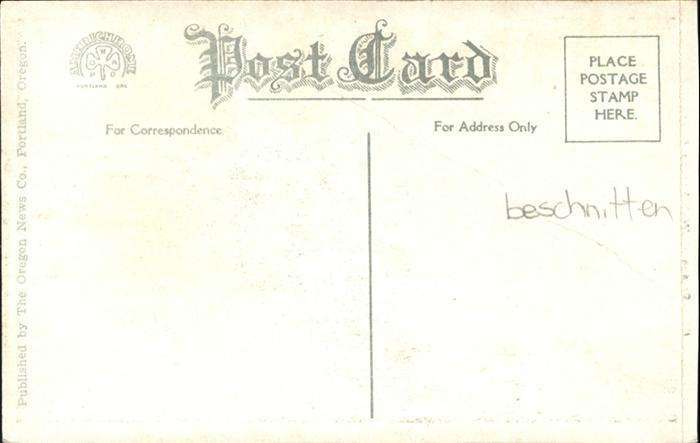 AMERICHROME
PORTLAND ORE.
Post Card
PLACE
POSTAGE
STAMP
HERE.
For Correspondence
For Address Only
beschnitten
Published by The Oregon News Co., Portland, Oregon.